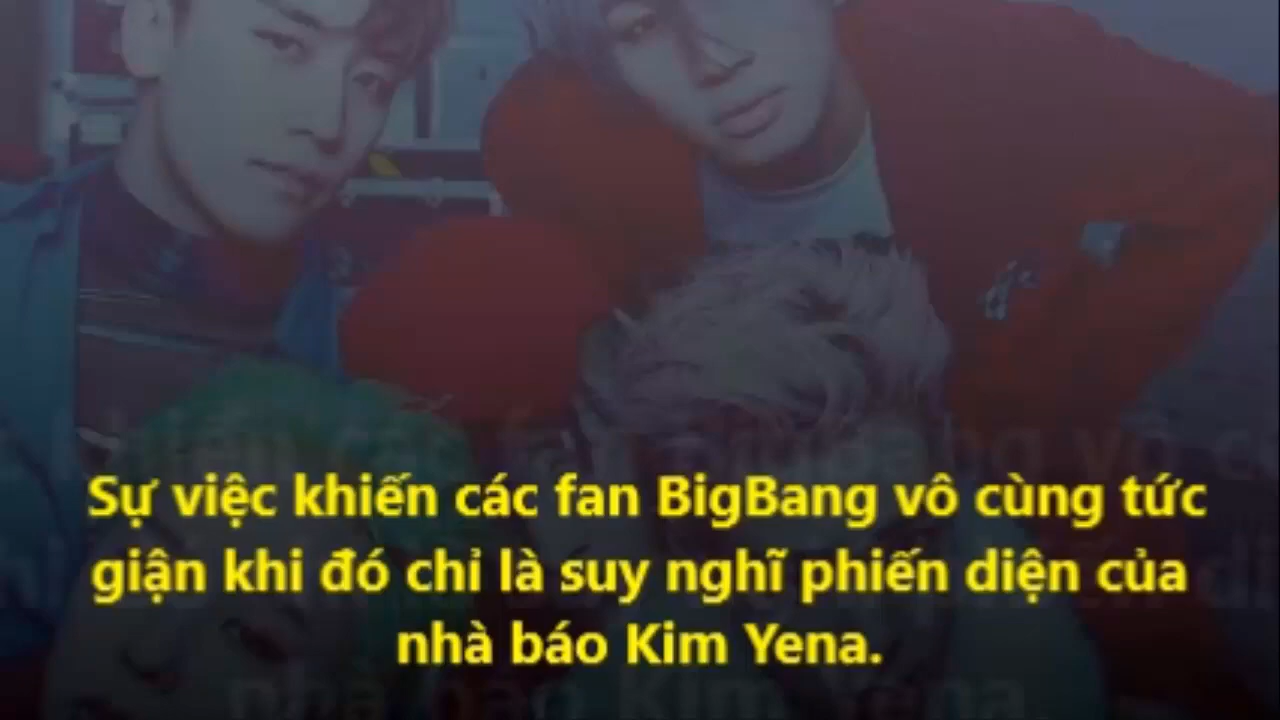 Sự việc khiến các fan BigBang vô cùng tức
giận khi đó chỉ là suy nghĩ phiến diện của
nhà báo Kim Yena.